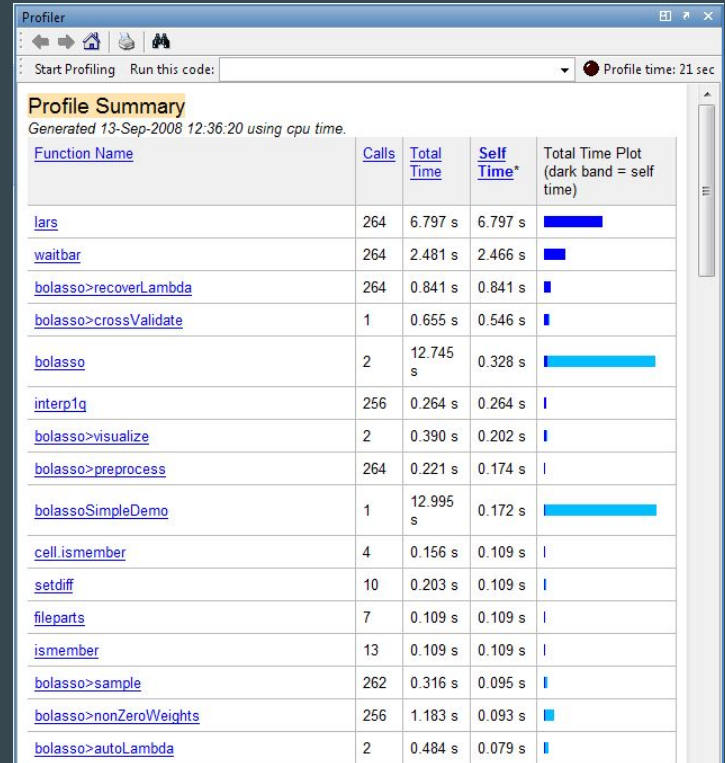 Profiler
Start Profiling Run this code: Profile time: 21 sec
Profile Summary
Generated 13-Sep-2008 12:36:20 using cpu time.
Function Name Calls Total Time Self Time* Total Time Plot (dark band = self time)
lars 264 6.797 s 6.797 s
waitbar 264 2.481 s 2.466 s
bolasso>recoverLambda 264 0.841 s 0.841 s
bolasso>crossValidate 1 0.655 s 0.546 s
bolasso 2 12.745 s 0.328 s
interp1q 256 0.264 s 0.264 s
bolasso>visualize 2 0.390 s 0.202 s
bolasso>preprocess 264 0.221 s 0.174 s
bolassoSimpleDemo 1 12.995 s 0.172 s
cell.ismember 4 0.156 s 0.109 s
setdiff 10 0.203 s 0.109 s
fileparts 7 0.109 s 0.109 s
ismember 13 0.109 s 0.109 s
bolasso>sample 262 0.316 s 0.095 s
bolasso>nonZeroWeights 256 1.183 s 0.093 s
bolasso>autoLambda 2 0.484 s 0.079 s